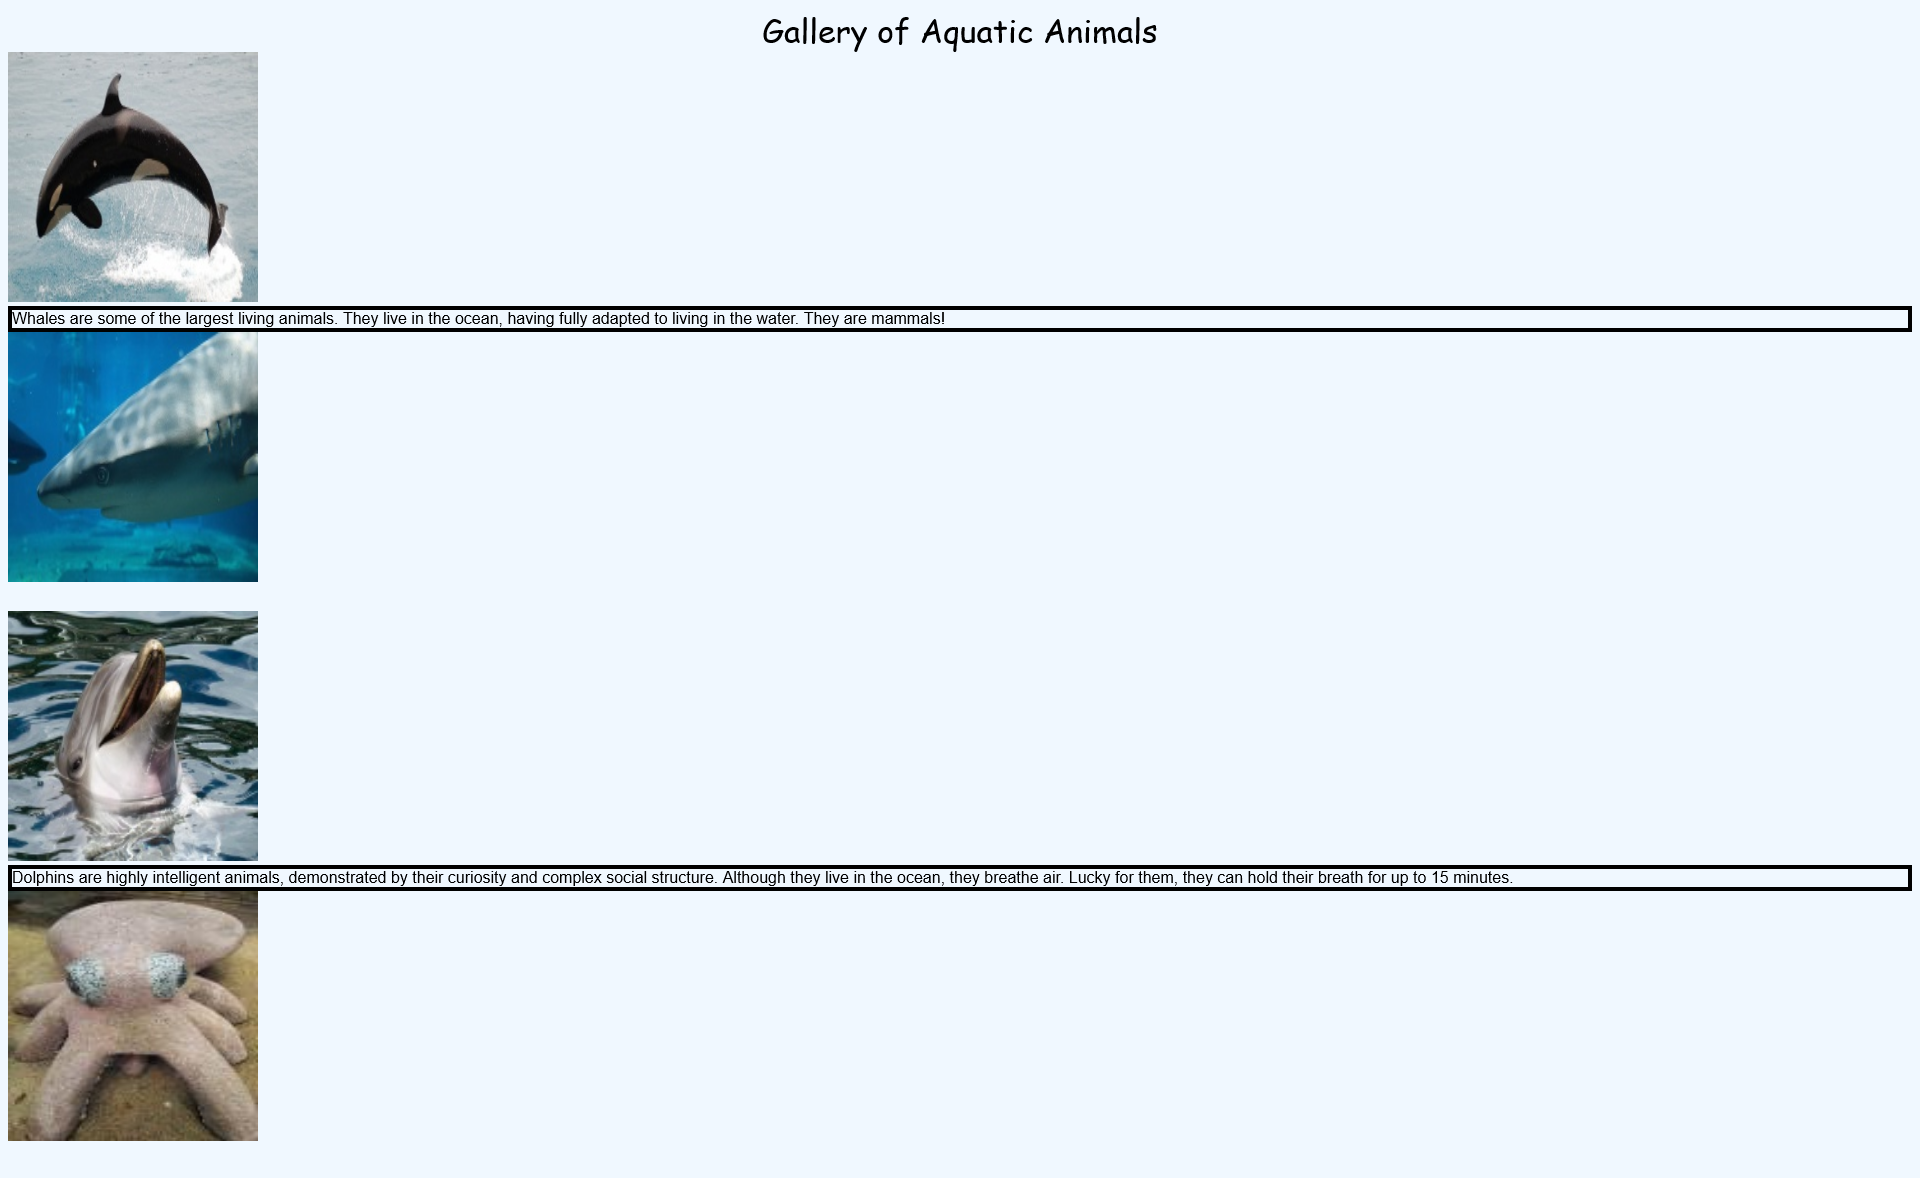 Gallery of Aquatic Animals
Whales are some of the largest living animals. They live in the ocean, having fully adapted to living in the water. They are mammals!
Dolphins are highly intelligent animals, demonstrated by their curiosity and complex social structure. Although they live in the ocean, they breathe air. Lucky for them, they can hold their breath for up to 15 minutes.